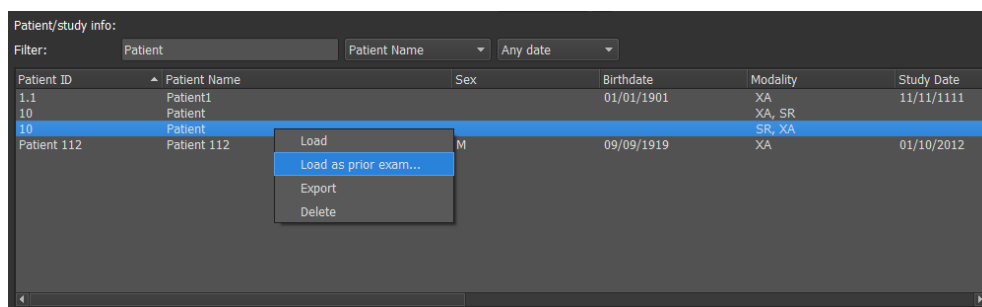 Patient/study info:
Filter: Patient Patient Name Any date
Patient ID Patient Name Sex Birthdate Modality Study Date
1.1 Patient1 01/01/1901 XA 11/11/1111
10 Patient XA, SR
10 Patient SR, XA
Patient 112 Patient 112 M 09/09/1919 XA 01/10/2012
Load
Load as prior exam...
Export
Delete